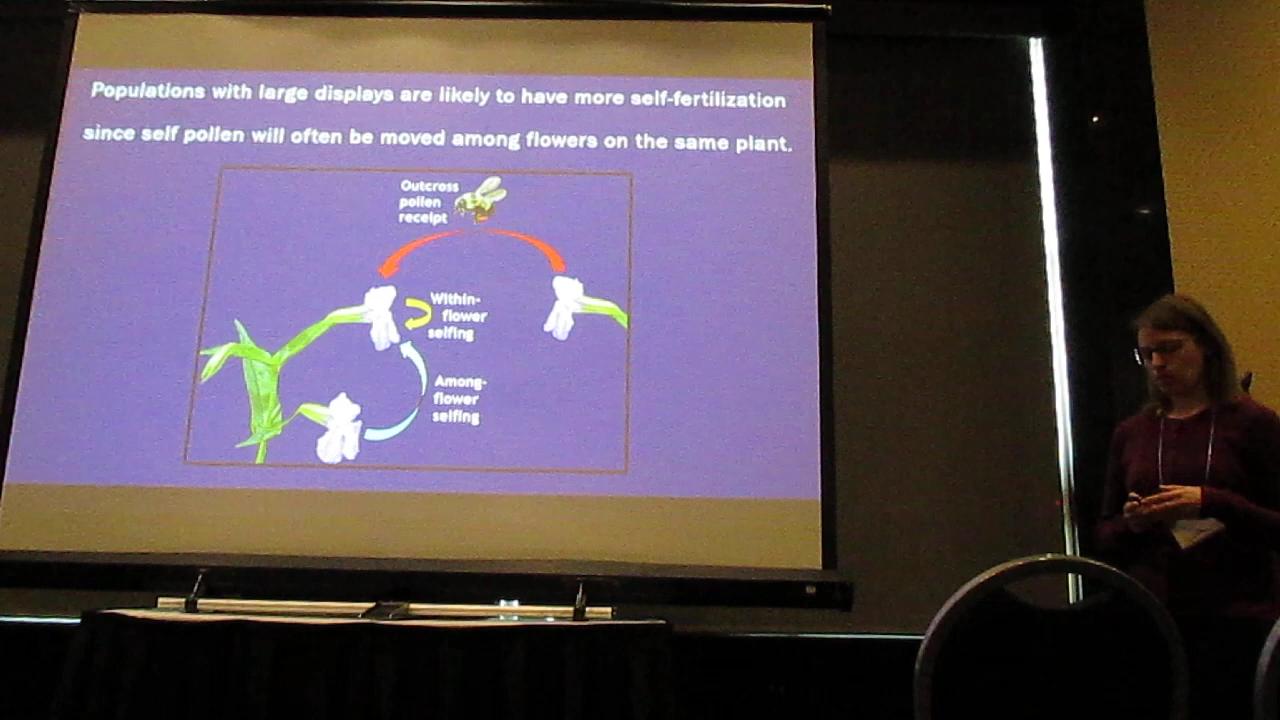 Populations with large displays are likely to have more self-fertilization
since self pollen will often be moved among flowers on the same plant.
Outcross
pollen
receipt
Within-
flower
selfing
Among-
flower
selfing